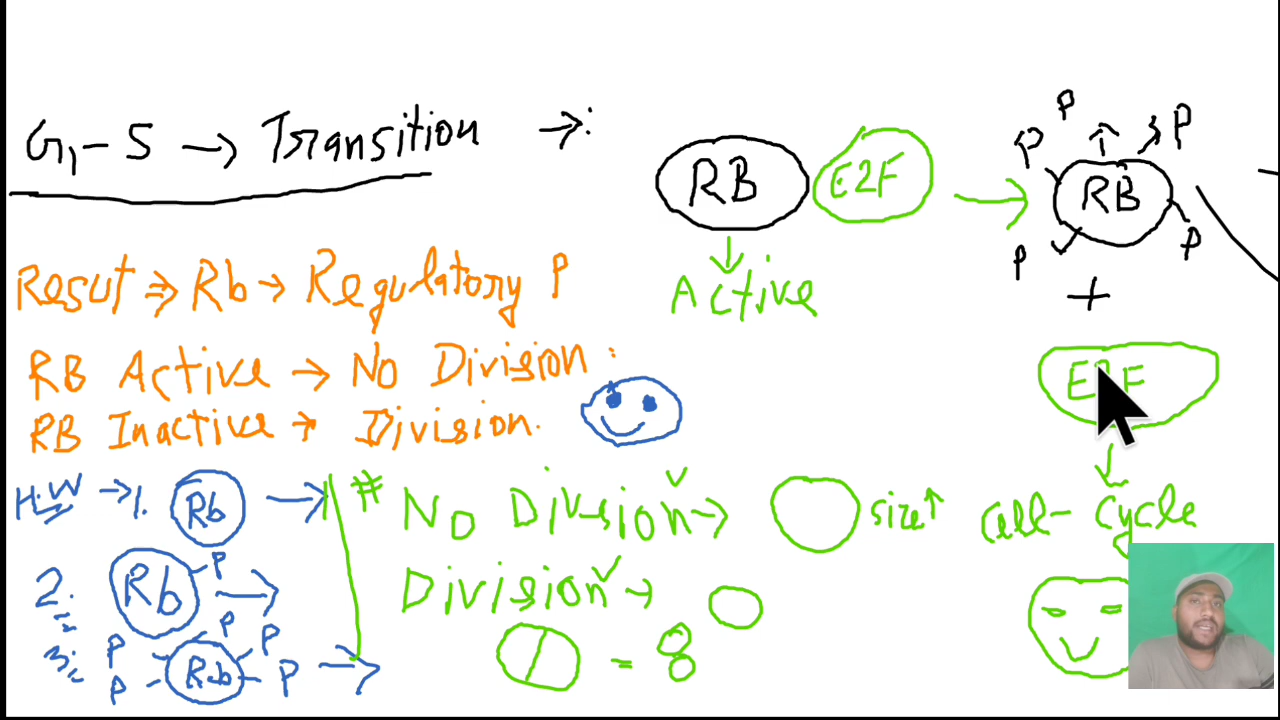 G1-S → Transition →:
RB E2F → RB
P P P P P
Active
+
E2F
Cell-Cycle
Resut ⇒ Rb → Regulatory P
RB Active → No Division:
RB Inactive → Division.
H.W → 1. Rb →
2. Rb P →
3. P P P P P Rb →
# No Division ✓ → size↑
Division ✓ →
= 8